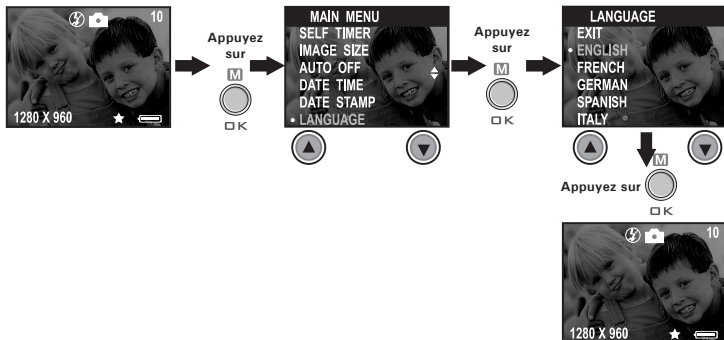 10
1280 X 960
Appuyez
sur
M
OK
MAIN MENU
SELF TIMER
IMAGE SIZE
AUTO OFF
DATE TIME
DATE STAMP
• LANGUAGE
Appuyez
sur
M
OK
LANGUAGE
EXIT
• ENGLISH
FRENCH
GERMAN
SPANISH
ITALY
Appuyez sur
M
OK
10
1280 X 960